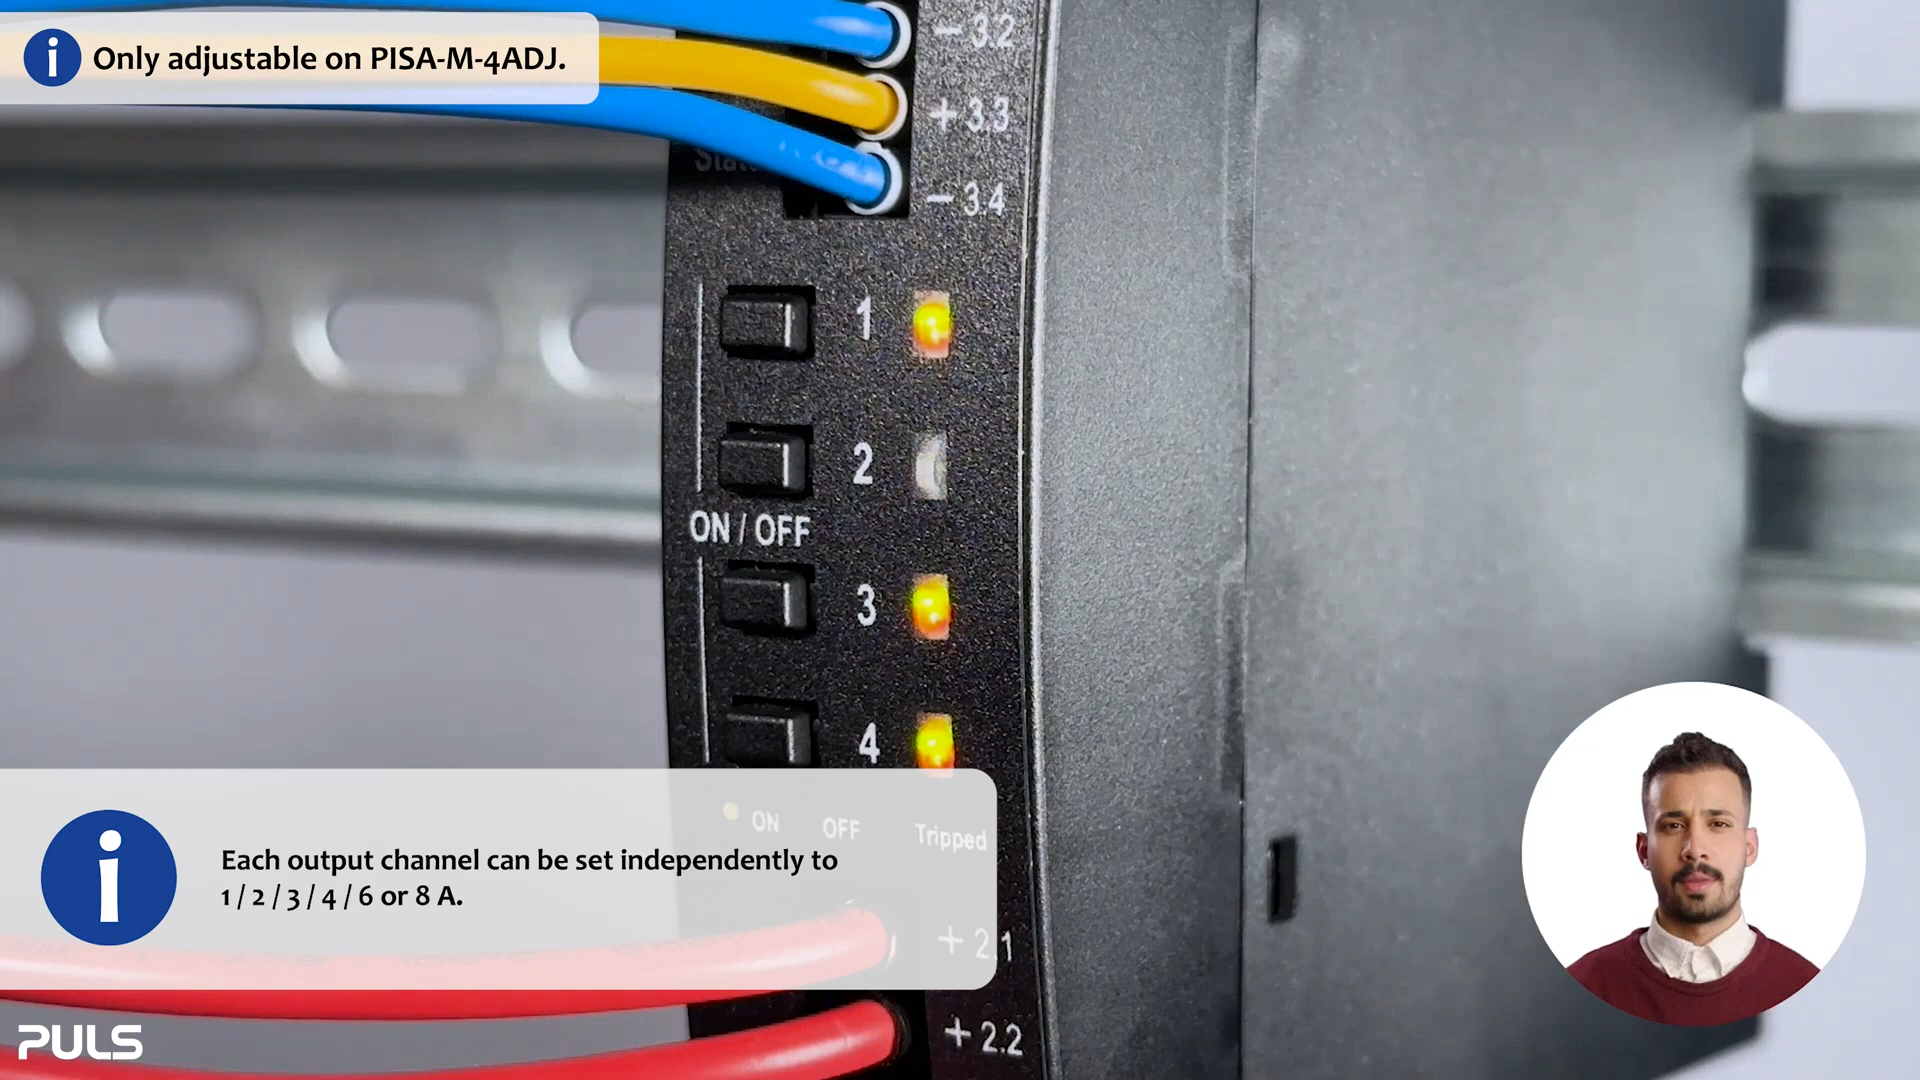 Only adjustable on PISA-M-4ADJ.
− 3.2
+ 3.3
− 3.4
1
2
ON / OFF
3
4
ON OFF Tripped
Each output channel can be set independently to
1 / 2 / 3 / 4 / 6 or 8 A.
+ 2.1
+ 2.2
PULS